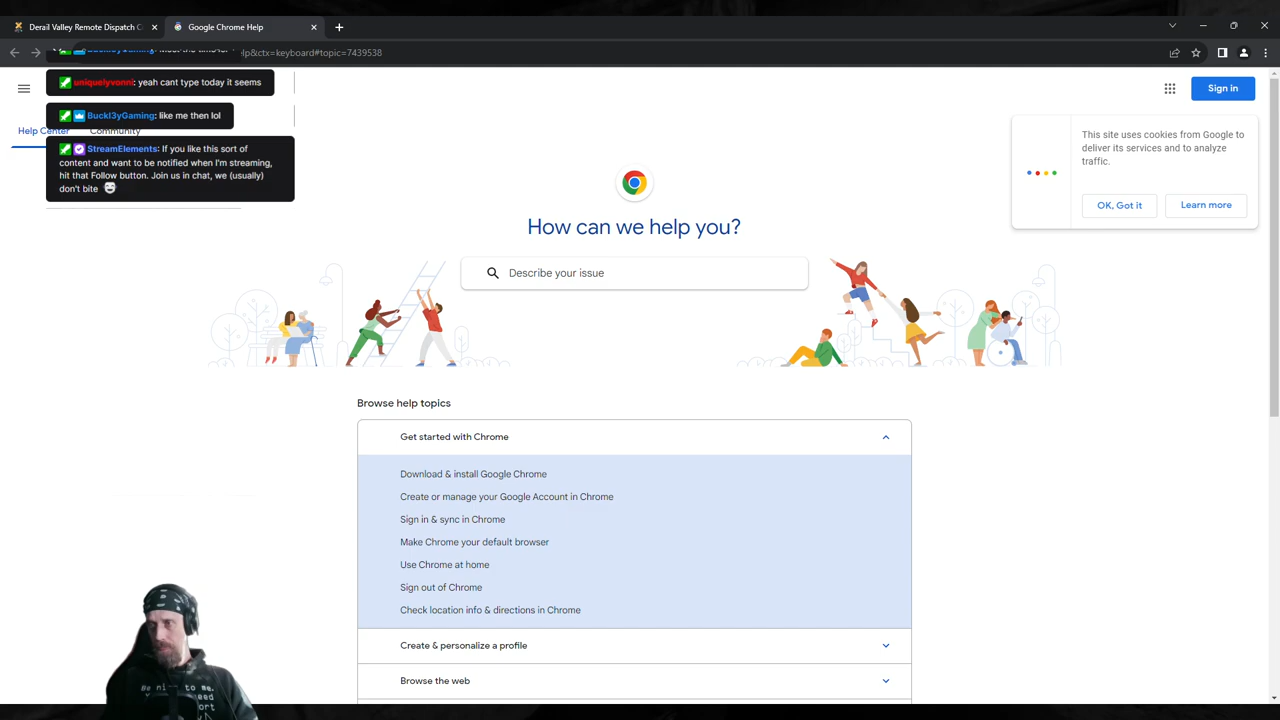 Derail Valley Remote Dispatch C
Google Chrome Help
lp&ctx=keyboard#topic=7439538
uniquelyvonni: yeah cant type today it seems
Buckl3yGaming: like me then lol
Help Center
Community
StreamElements: If you like this sort of
content and want to be notified when I'm streaming,
hit that Follow button. Join us in chat, we (usually)
don't bite
Sign in
This site uses cookies from Google to
deliver its services and to analyze
traffic.
OK, Got it
Learn more
How can we help you?
Describe your issue
Browse help topics
Get started with Chrome
Download & install Google Chrome
Create or manage your Google Account in Chrome
Sign in & sync in Chrome
Make Chrome your default browser
Use Chrome at home
Sign out of Chrome
Check location info & directions in Chrome
Create & personalize a profile
Browse the web
Be nice to me.